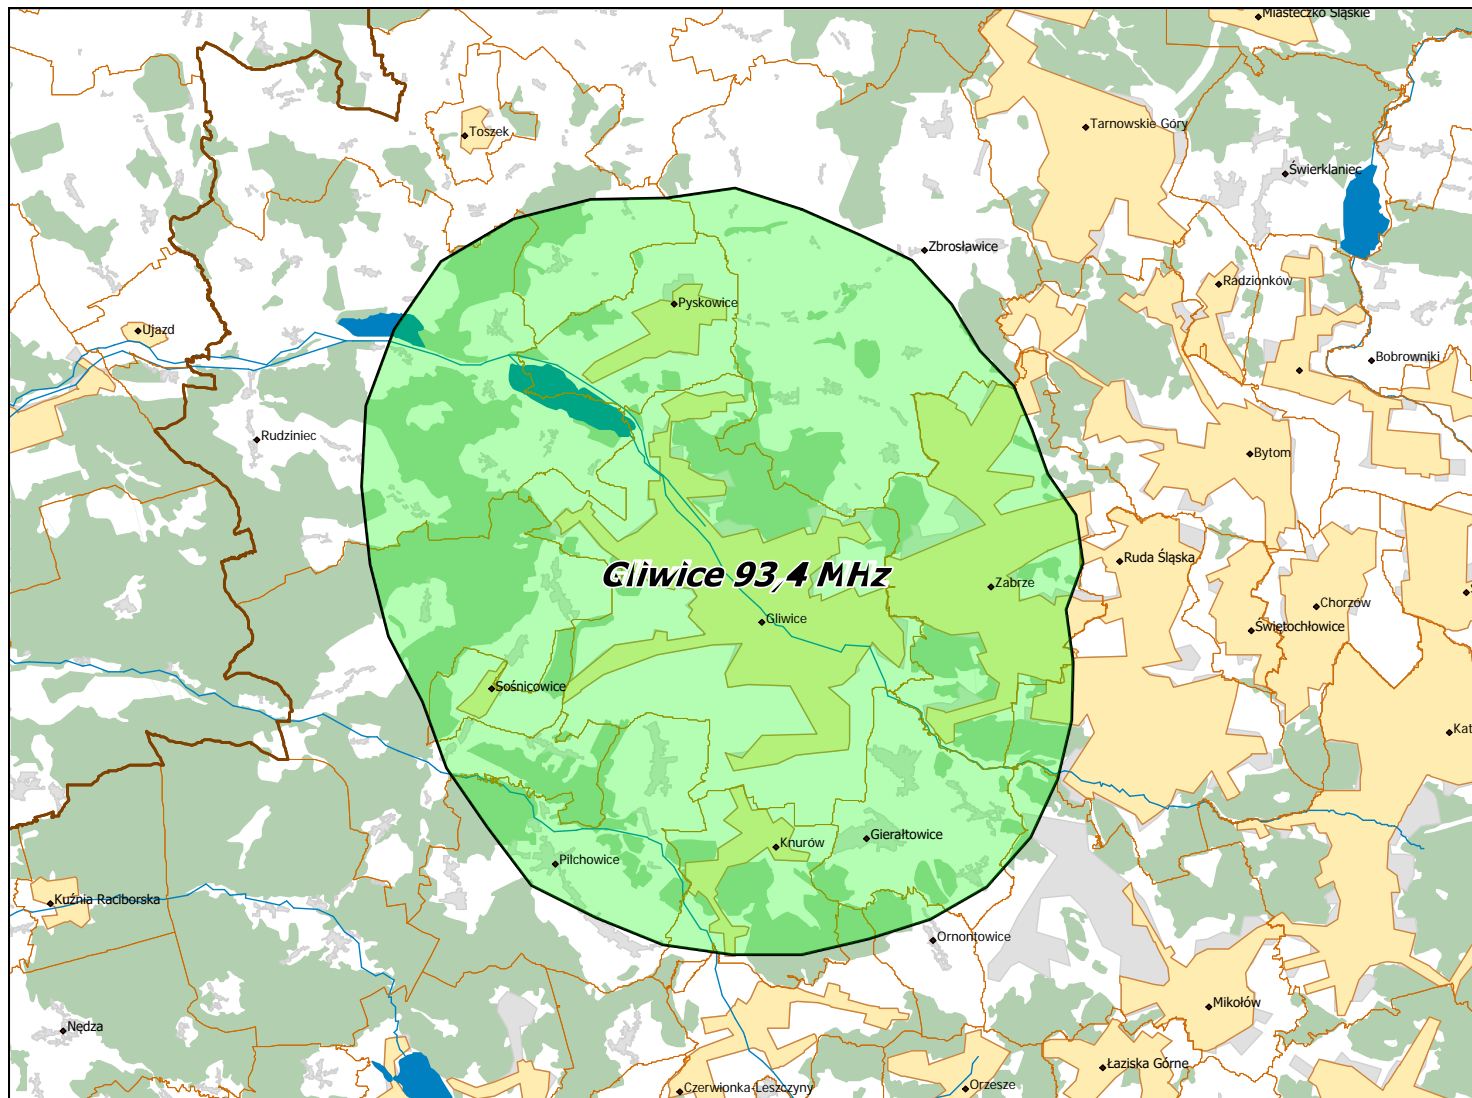 Miasteczko Śląskie
Toszek
Tarnowskie Góry
Świerklaniec
Zbrosławice
Radzionków
Pyskowice
Ujazd
Bobrowniki
Rudziniec
Bytom
Ruda Śląska
Gliwice 93,4 MHz
Zabrze
Chorzów
Gliwice
Świętochłowice
Sośnicowice
Kat
Gierałtowice
Knurów
Pilchowice
Kuźnia Raciborska
Ornontowice
Mikołów
Nędza
Łaziska Górne
Orzesze
Czerwionka-Leszczyny